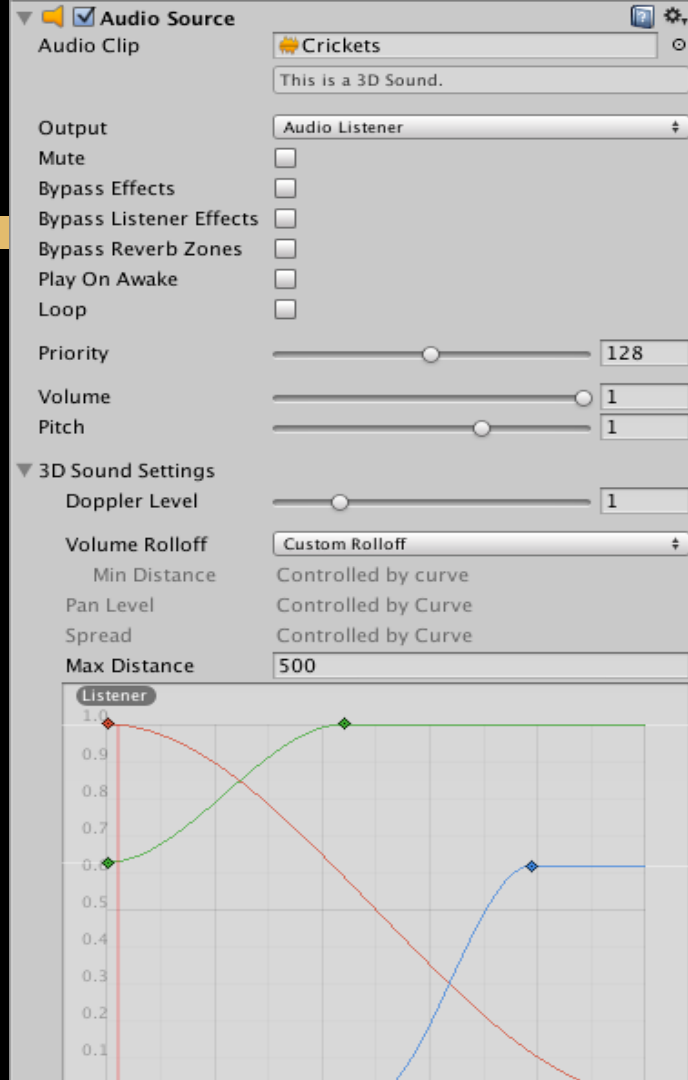 Audio Source
Audio Clip Crickets
This is a 3D Sound.
Output Audio Listener
Mute
Bypass Effects
Bypass Listener Effects
Bypass Reverb Zones
Play On Awake
Loop
Priority 128
Volume 1
Pitch 1
3D Sound Settings
Doppler Level 1
Volume Rolloff Custom Rolloff
Min Distance Controlled by curve
Pan Level Controlled by Curve
Spread Controlled by Curve
Max Distance 500
Listener
1.0
0.9
0.8
0.7
0.6
0.5
0.4
0.3
0.2
0.1